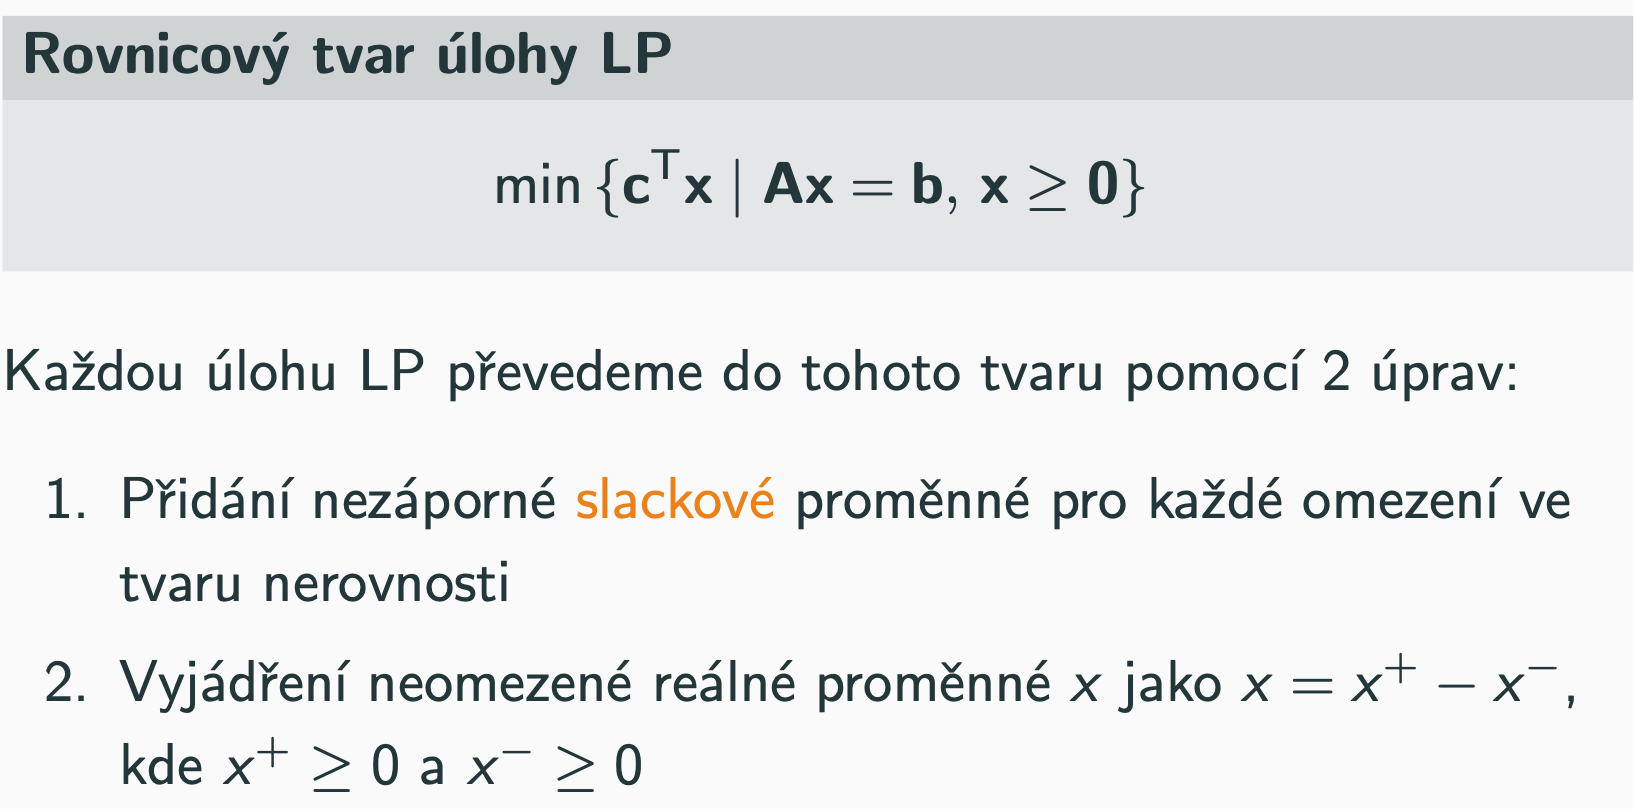 Rovnicový tvar úlohy LP
min {c^T x | Ax = b, x ≥ 0}
Každou úlohu LP převedeme do tohoto tvaru pomocí 2 úprav:
1. Přidání nezáporné slackové proměnné pro každé omezení ve
tvaru nerovnosti
2. Vyjádření neomezené reálné proměnné x jako x = x⁺ − x⁻,
kde x⁺ ≥ 0 a x⁻ ≥ 0